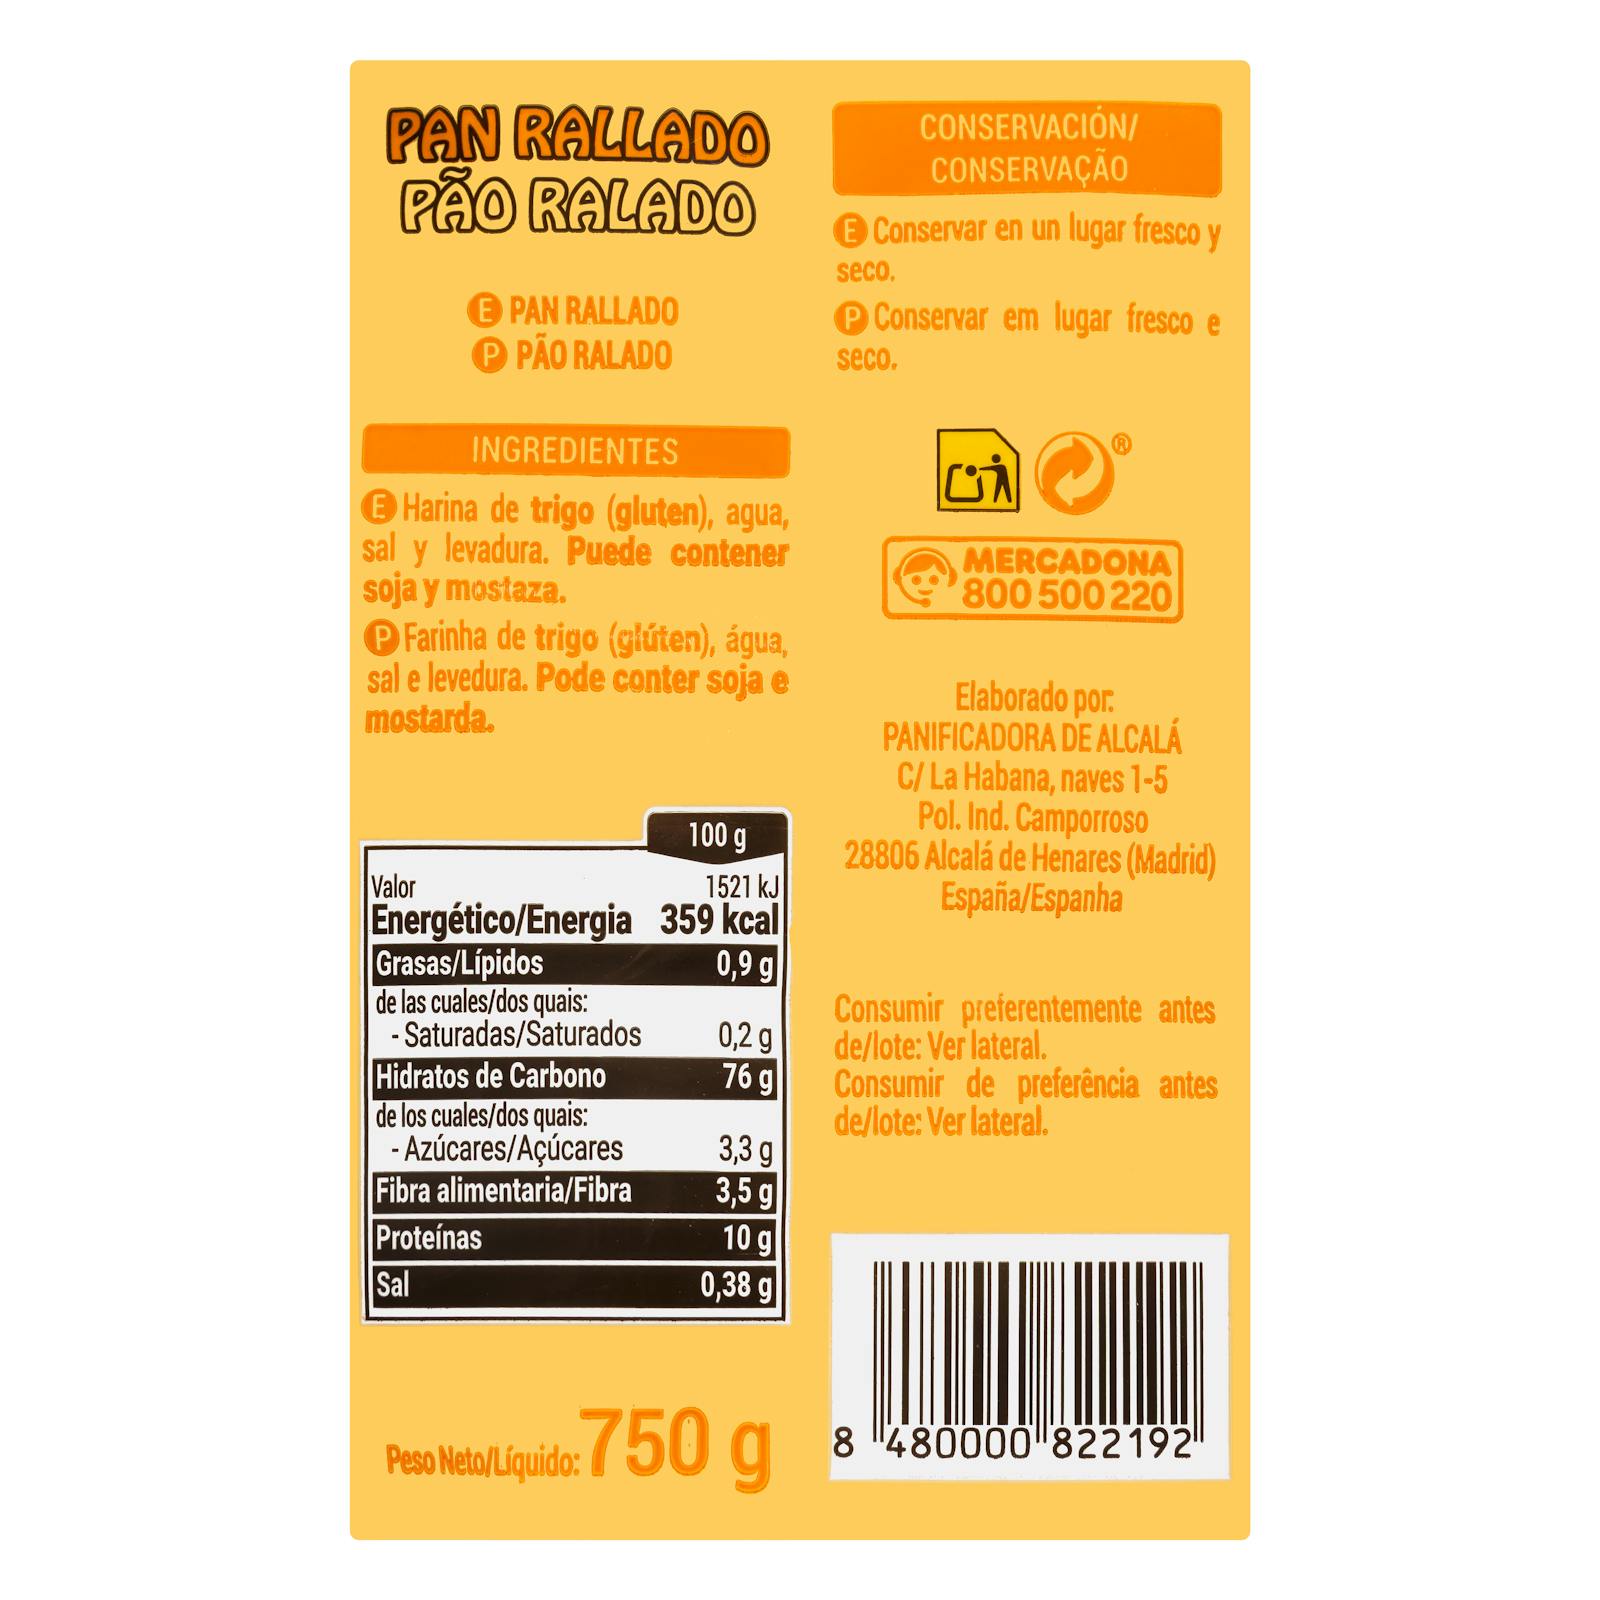 PAN RALLADO
PÃO RALADO
E PAN RALLADO
P PÃO RALADO
INGREDIENTES
E Harina de trigo (gluten), agua,
sal y levadura. Puede contener
soja y mostaza.
P Farinha de trigo (glúten), água,
sal e levedura. Pode conter soja e
mostarda.
100 g
Valor 1521 kJ
Energético/Energia 359 kcal
Grasas/Lípidos 0,9 g
de las cuales/dos quais:
- Saturadas/Saturados 0,2 g
Hidratos de Carbono 76 g
de los cuales/dos quais:
- Azúcares/Açúcares 3,3 g
Fibra alimentaria/Fibra 3,5 g
Proteínas 10 g
Sal 0,38 g
Peso Neto/Líquido: 750 g
CONSERVACIÓN/
CONSERVAÇÃO
E Conservar en un lugar fresco y
seco.
P Conservar em lugar fresco e
seco.
®
MERCADONA
800 500 220
Elaborado por:
PANIFICADORA DE ALCALÁ
C/ La Habana, naves 1-5
Pol. Ind. Camporroso
28806 Alcalá de Henares (Madrid)
España/Espanha
Consumir preferentemente antes
de/lote: Ver lateral.
Consumir de preferência antes
de/lote: Ver lateral.
8 480000 822192